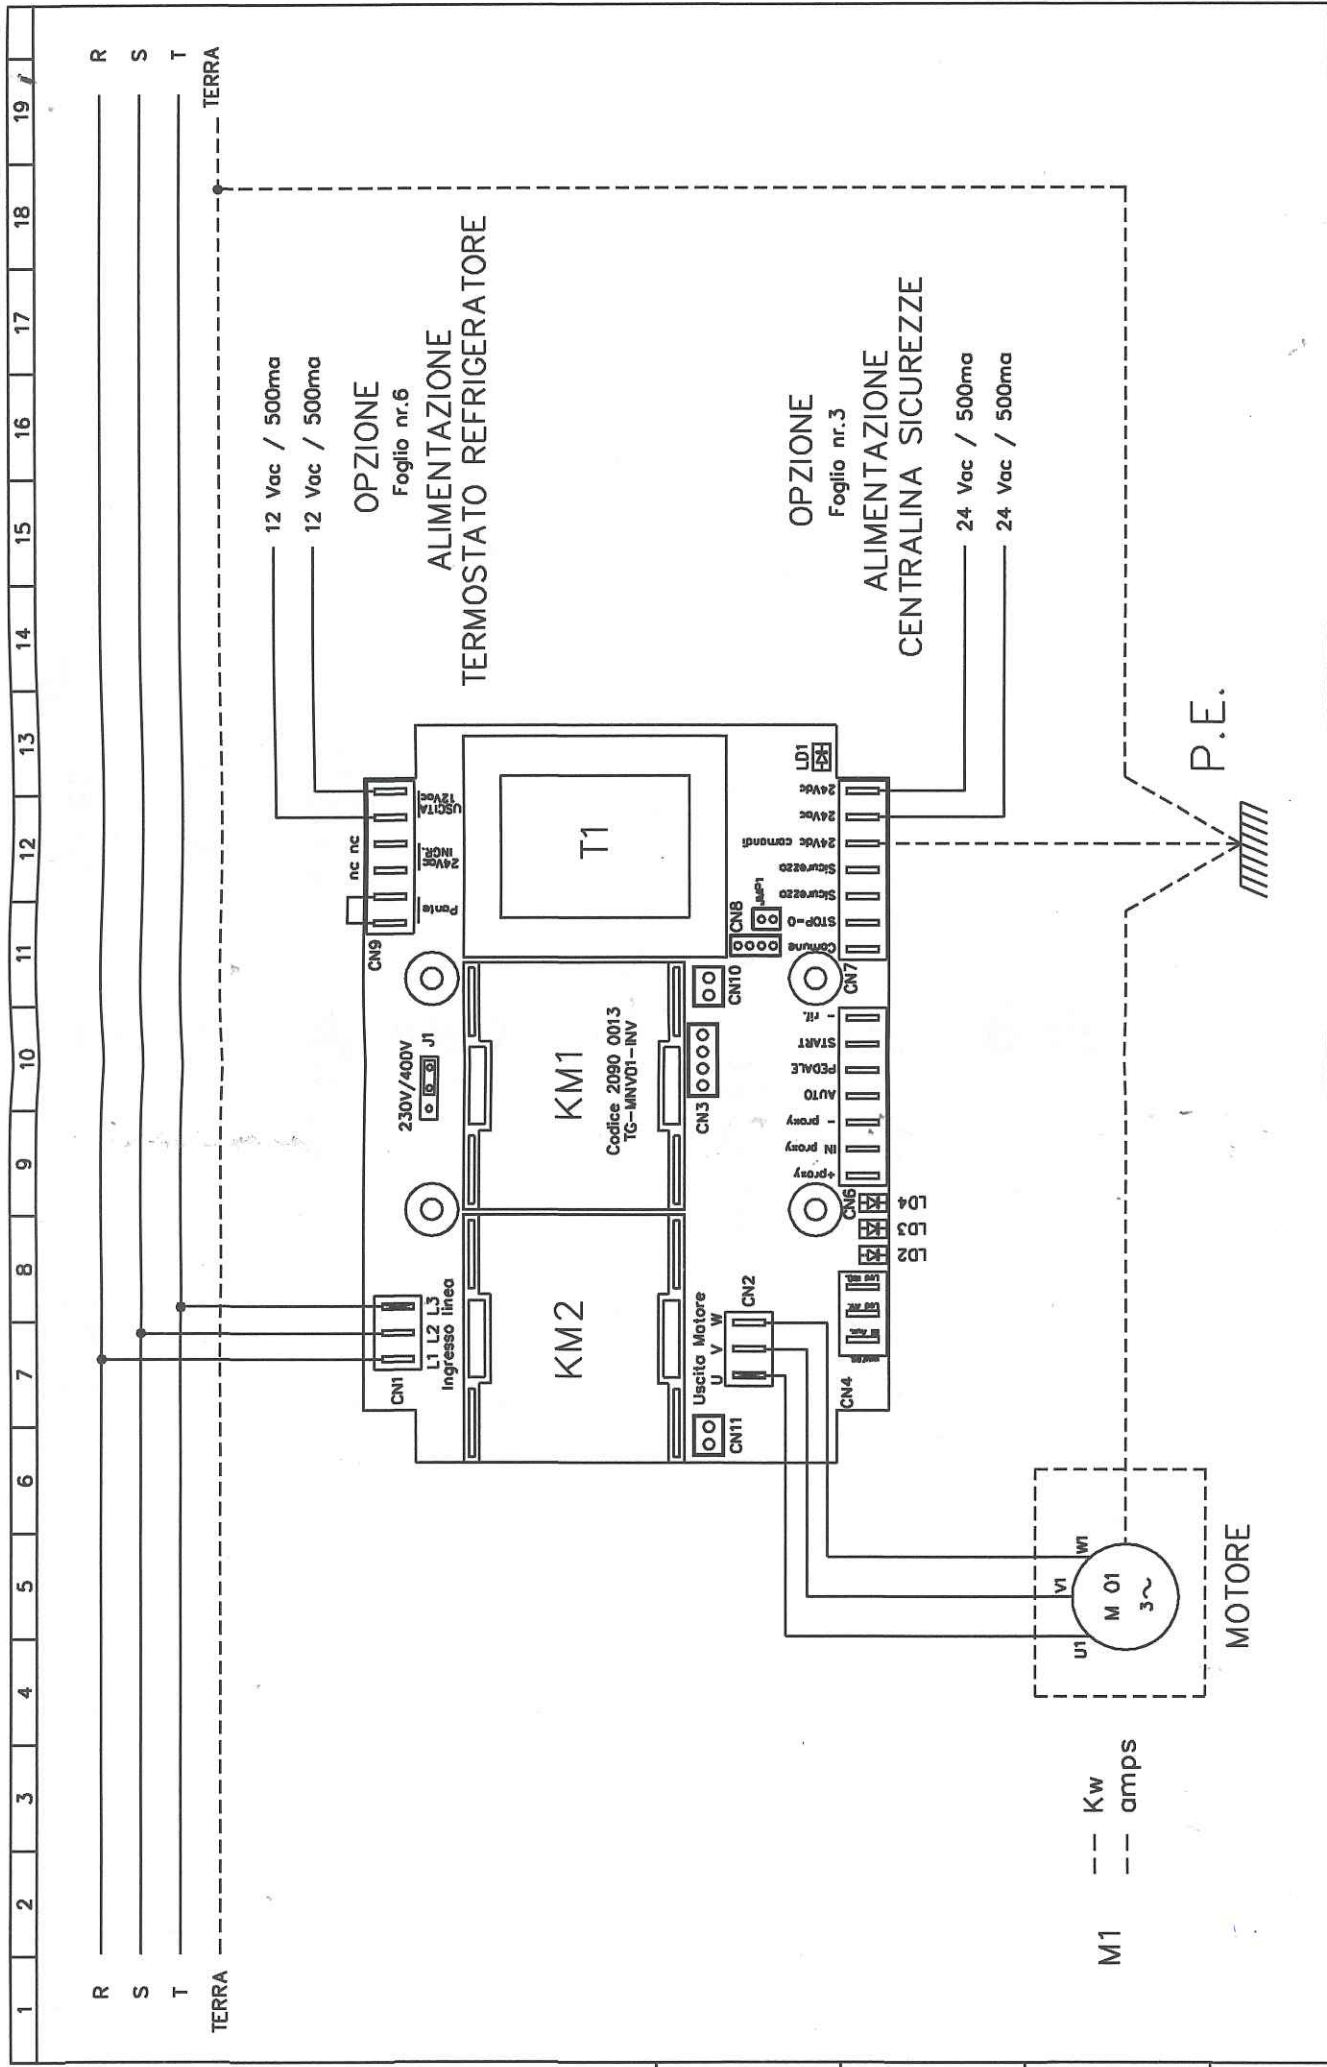 1 2 3 4 5 6 7 8 9 10 11 12 13 14 15 16 17 18 19
R R
S S
T T
TERRA TERRA
12 Vac / 500ma
12 Vac / 500ma
OPZIONE
Foglio nr.6
ALIMENTAZIONE
TERMOSTATO REFRIGERATORE
nc nc
CN9
Ponte
24Vac
INGR.
USCITA
12Vac
CN1
L1 L2 L3
Ingresso linea
230V/400V
J1
KM2
KM1
Codice 2090 0013
TG-MNV01-INV
T1
CN11
Uscita Motore
U V W
CN2
CN3
CN10
CN8
JMP1
LD1
CN4
LD2
LD3
LD4
CN6
+proxy
IN proxy
- proxy
AUTO
PEDALE
START
- rif.
CN7
Comune
STOP-0
Sicurezza
Sicurezza
24Vdc comandi
24Vac
24Vdc
OPZIONE
Foglio nr.3
ALIMENTAZIONE
CENTRALINA SICUREZZE
24 Vac / 500ma
24 Vac / 500ma
U1
V1
W1
M 01
3~
MOTORE
P.E.
M1
-- Kw
-- amps